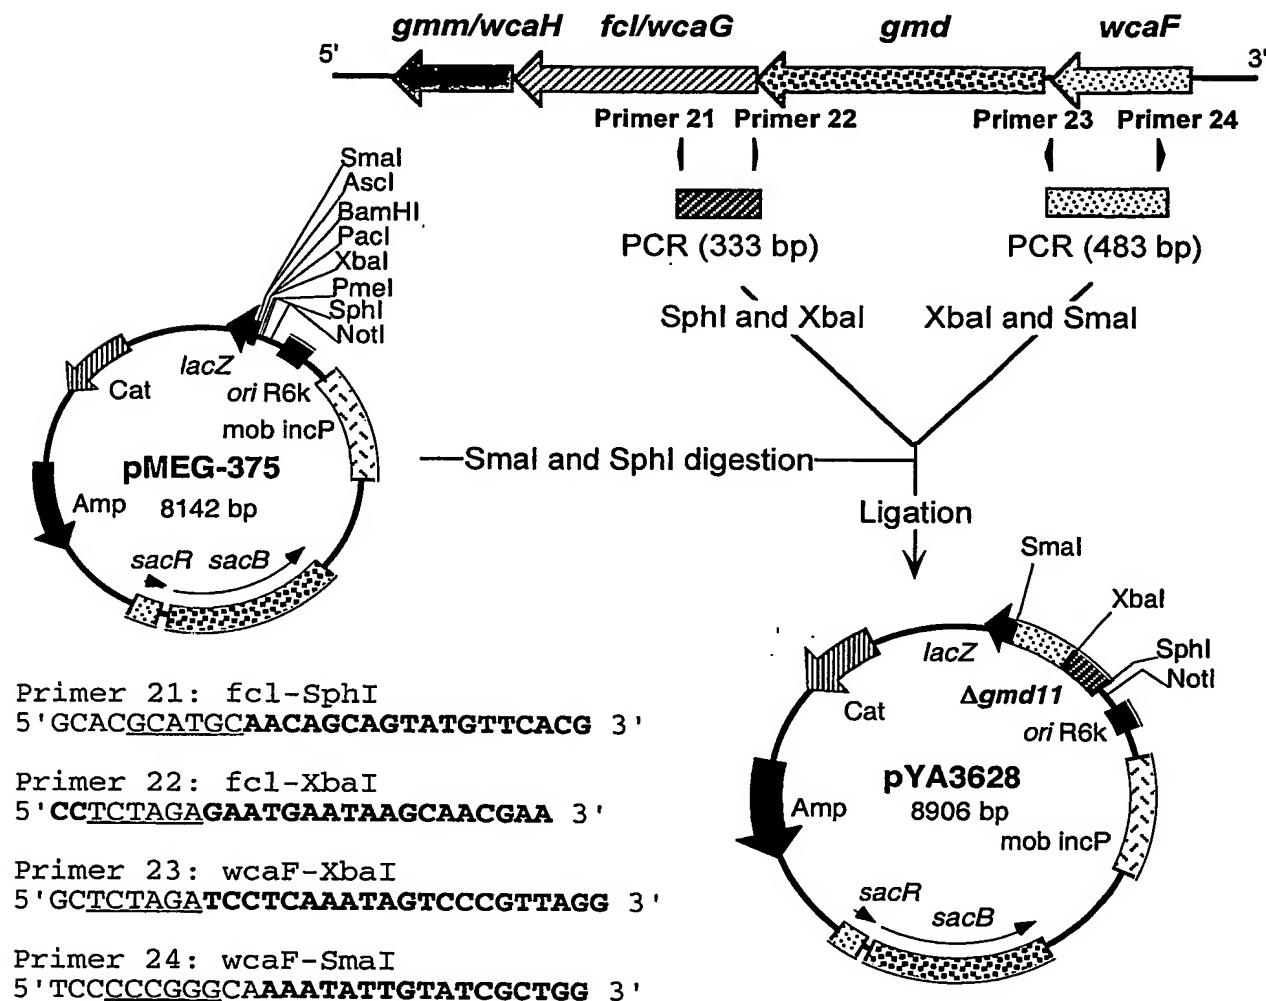 gmm/wcaH fcl/wcaG gmd wcaF
5' 3'
Primer 21 Primer 22 Primer 23 Primer 24
PCR (333 bp) PCR (483 bp)
SphI and XbaI XbaI and SmaI
SmaI
AscI
BamHI
PacI
XbaI
PmeI
SphI
NotI
lacZ
Cat
ori R6k
mob incP
pMEG-375
8142 bp
Amp
sacR sacB
SmaI and SphI digestion
Ligation
SmaI
XbaI
SphI
NotI
lacZ
Δgmd11
Cat
ori R6k
pYA3628
8906 bp
Amp
mob incP
sacR
sacB
Primer 21: fcl-SphI
5'GCACGCATGCAACAGCAGTATGTTCACG 3'
Primer 22: fcl-XbaI
5'CCTCTAGAGAATGAATAAGCAACGAA 3'
Primer 23: wcaF-XbaI
5'GCTCTAGATCCTCAAATAGTCCCGTTAGG 3'
Primer 24: wcaF-SmaI
5'TCCCCCCGGGCAAAATATTGTATCGCTGG 3'